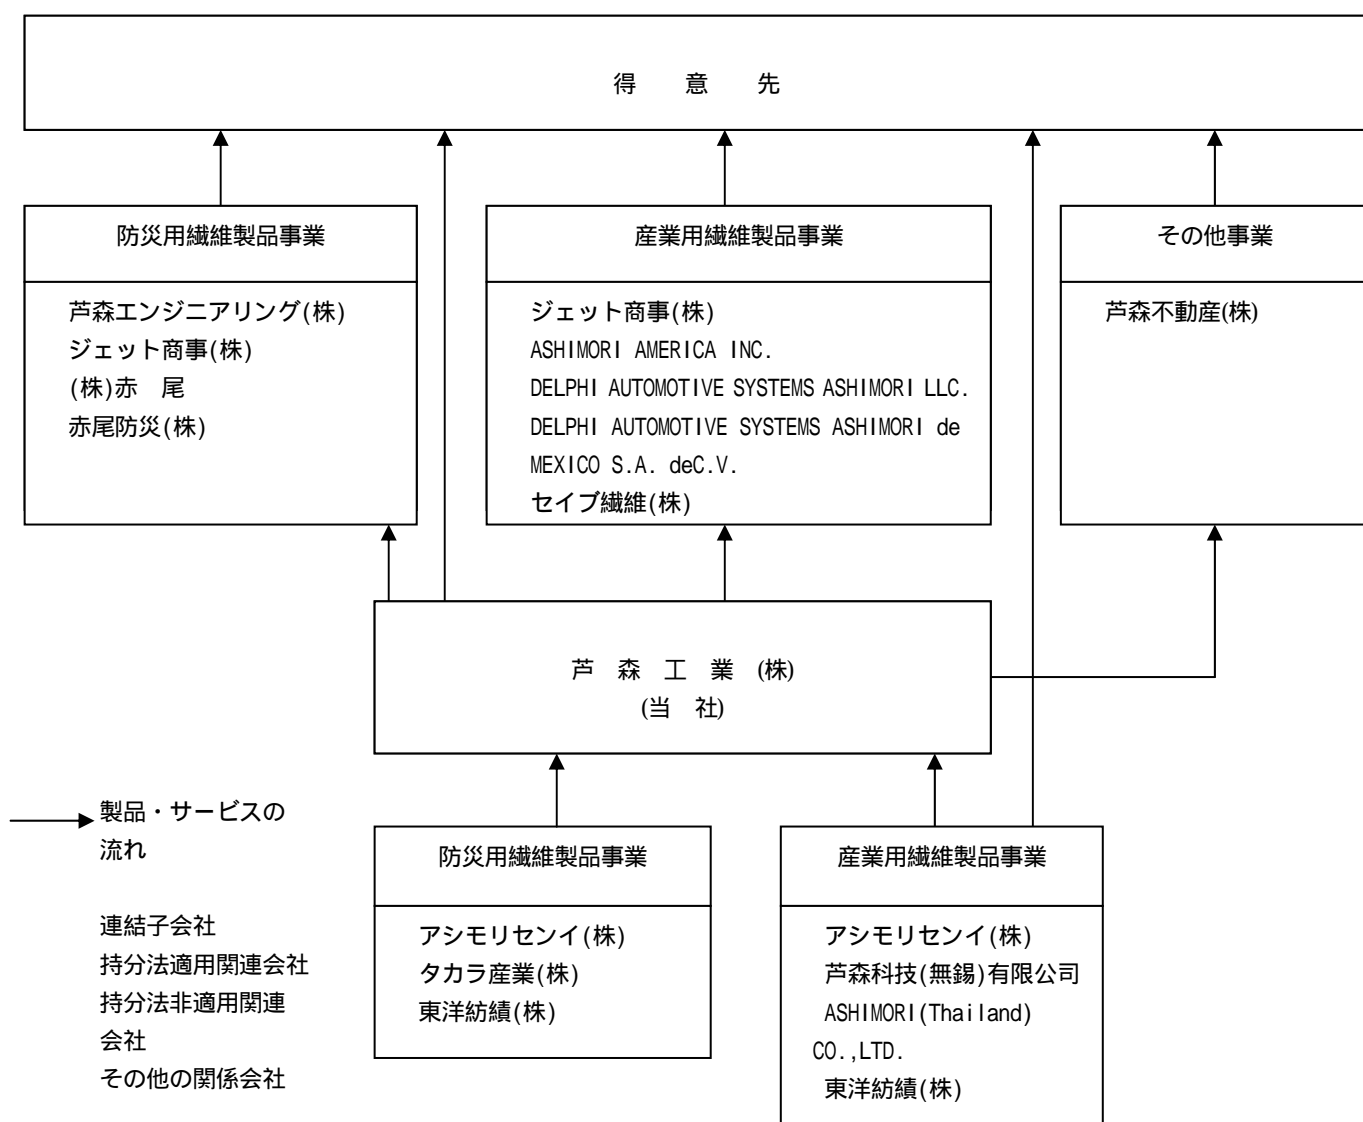 得　意　先
防災用繊維製品事業
芦森エンジニアリング(株)
ジェット商事(株)
(株)赤　尾
赤尾防災(株)
産業用繊維製品事業
ジェット商事(株)
ASHIMORI AMERICA INC.
DELPHI AUTOMOTIVE SYSTEMS ASHIMORI LLC.
DELPHI AUTOMOTIVE SYSTEMS ASHIMORI de
MEXICO S.A. deC.V.
セイブ繊維(株)
その他事業
芦森不動産(株)
芦　森　工　業　(株)
(当　社)
製品・サービスの
流れ
連結子会社
持分法適用関連会社
持分法非適用関連
会社
その他の関係会社
防災用繊維製品事業
アシモリセンイ(株)
タカラ産業(株)
東洋紡績(株)
産業用繊維製品事業
アシモリセンイ(株)
芦森科技(無錫)有限公司
ASHIMORI(Thailand)
CO.,LTD.
東洋紡績(株)